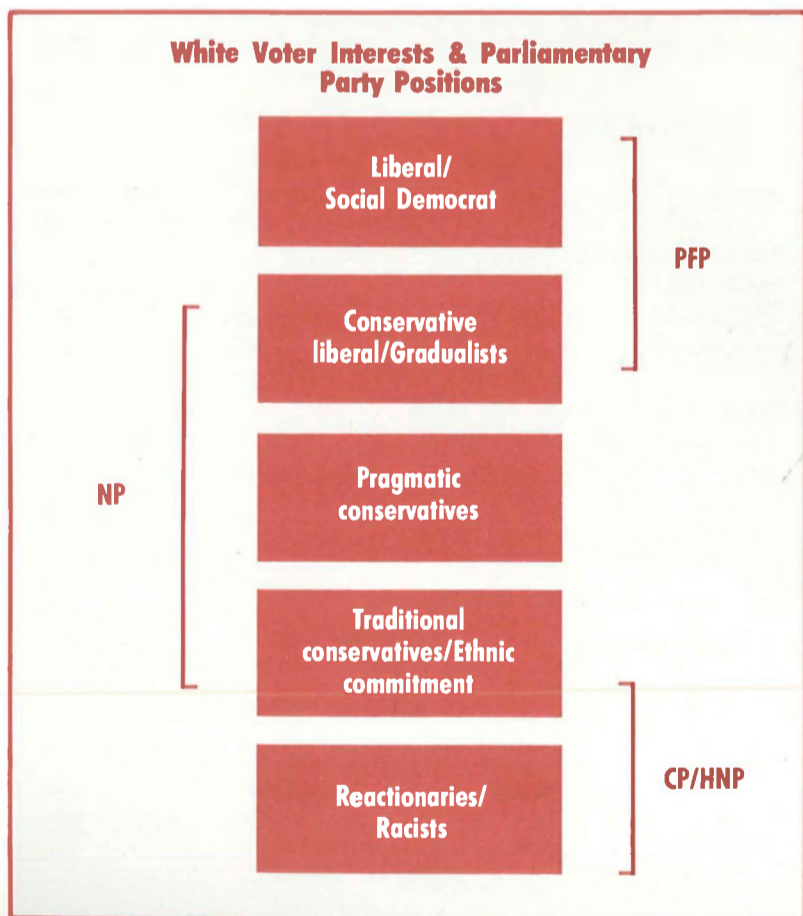 White Voter Interests & Parliamentary
Party Positions
Liberal/
Social Democrat
PFP
Conservative
liberal/Gradualists
NP
Pragmatic
conservatives
Traditional
conservatives/Ethnic
commitment
CP/HNP
Reactionaries/
Racists